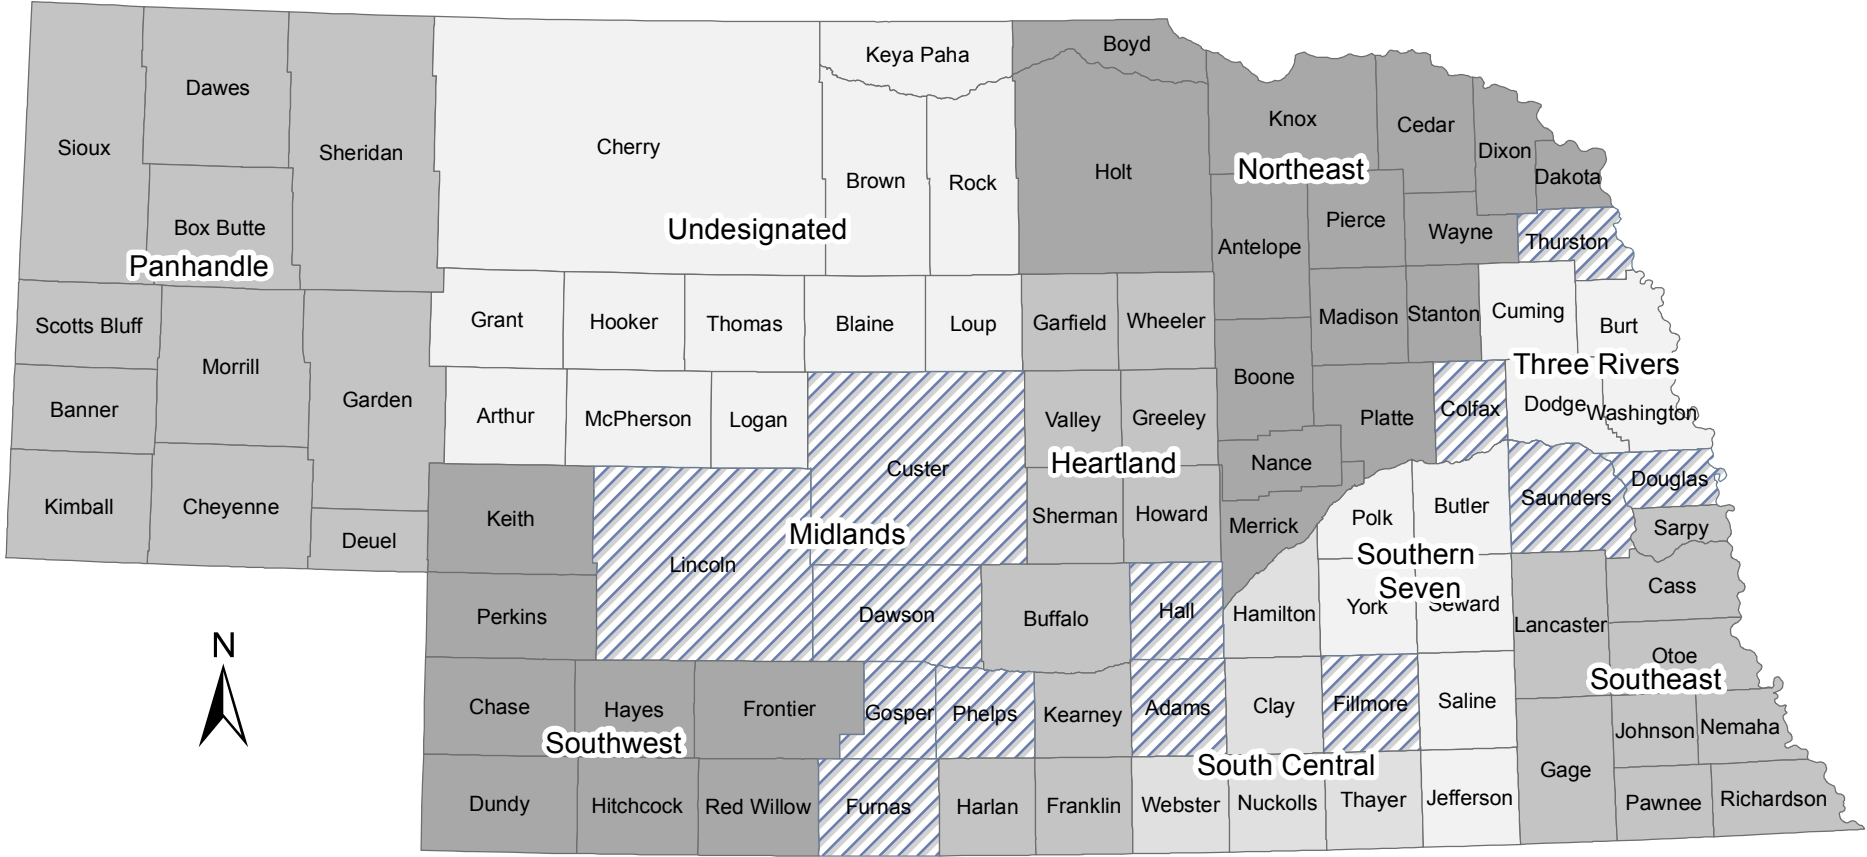 Boyd
Keya Paha
Dawes
Knox
Cedar
Sioux
Cherry
Sheridan
Dixon
Northeast
Holt
Dakota
Brown
Rock
Pierce
Box Butte
Undesignated
Wayne
Antelope
Thurston
Panhandle
Scotts Bluff
Grant
Hooker
Thomas
Blaine
Loup
Garfield
Wheeler
Madison
Stanton
Cuming
Burt
Morrill
Three Rivers
Boone
Banner
Garden
Arthur
McPherson
Logan
Valley
Greeley
Platte
Colfax
Dodge
Washington
Custer
Heartland
Nance
Kimball
Cheyenne
Keith
Sherman
Howard
Merrick
Polk
Butler
Saunders
Douglas
Deuel
Midlands
Sarpy
Lincoln
Southern
Seven
Cass
Perkins
Dawson
Buffalo
Hall
Hamilton
York
Seward
Lancaster
N
Otoe
Southeast
Chase
Hayes
Frontier
Gosper
Phelps
Kearney
Adams
Clay
Fillmore
Saline
Johnson
Nemaha
Southwest
South Central
Gage
Dundy
Hitchcock
Red Willow
Furnas
Harlan
Franklin
Webster
Nuckolls
Thayer
Jefferson
Pawnee
Richardson